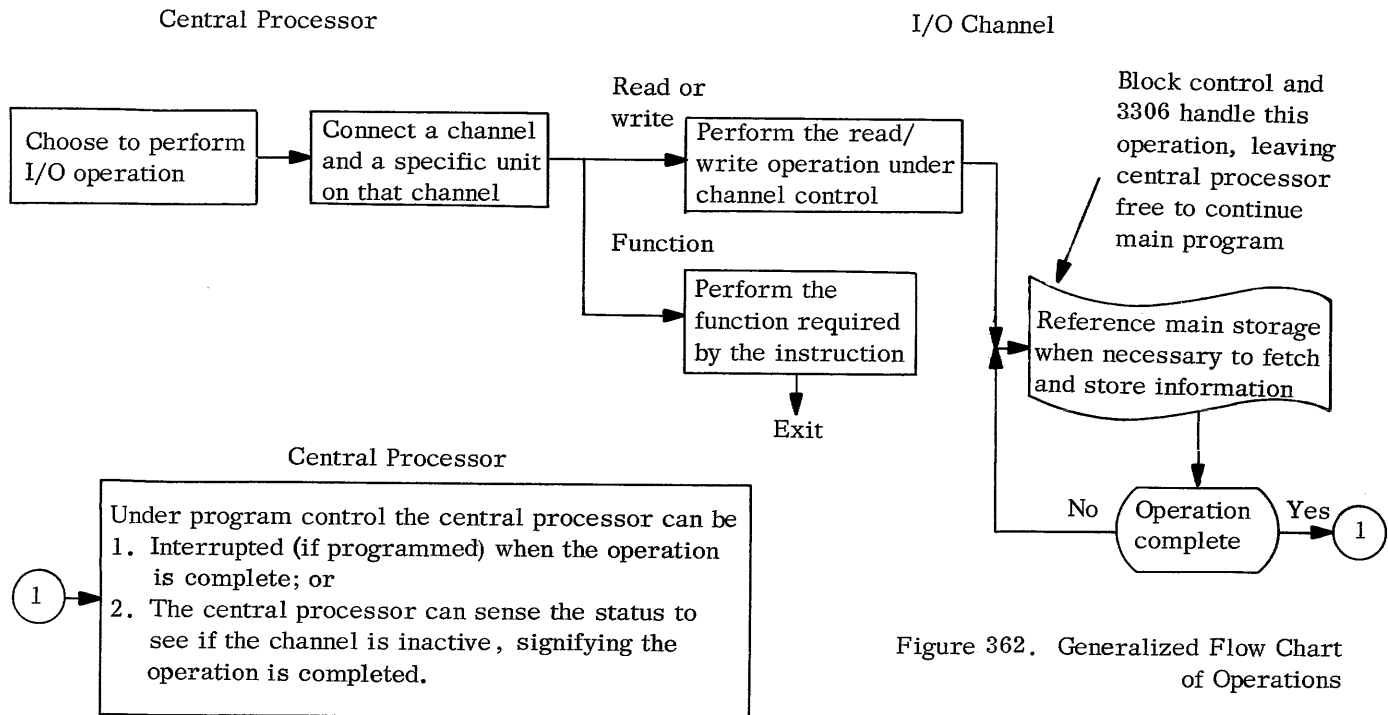 Central Processor
I/O Channel
Choose to perform
I/O operation
Connect a channel
and a specific unit
on that channel
Read or
write
Perform the read/
write operation under
channel control
Function
Perform the
function required
by the instruction
Exit
Block control and
3306 handle this
operation, leaving
central processor
free to continue
main program
Reference main storage
when necessary to fetch
and store information
No
Operation
complete
Yes
1
Central Processor
1
Under program control the central processor can be
1. Interrupted (if programmed) when the operation
is complete; or
2. The central processor can sense the status to
see if the channel is inactive, signifying the
operation is completed.
Figure 362. Generalized Flow Chart
of Operations